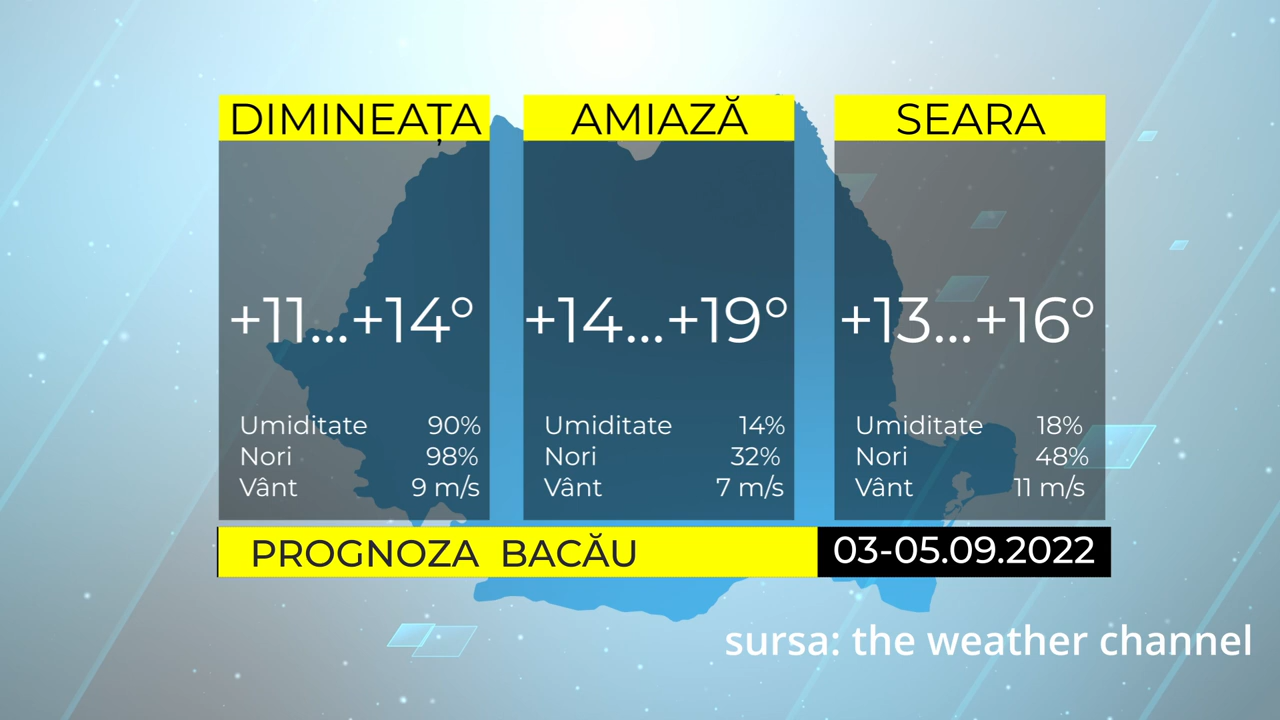 DIMINEAȚA
+11...+14°
Umiditate 90%
Nori 98%
Vânt 9 m/s
AMIAZĂ
+14...+19°
Umiditate 14%
Nori 32%
Vânt 7 m/s
SEARA
+13...+16°
Umiditate 18%
Nori 48%
Vânt 11 m/s
PROGNOZA BACĂU
03-05.09.2022
sursa: the weather channel